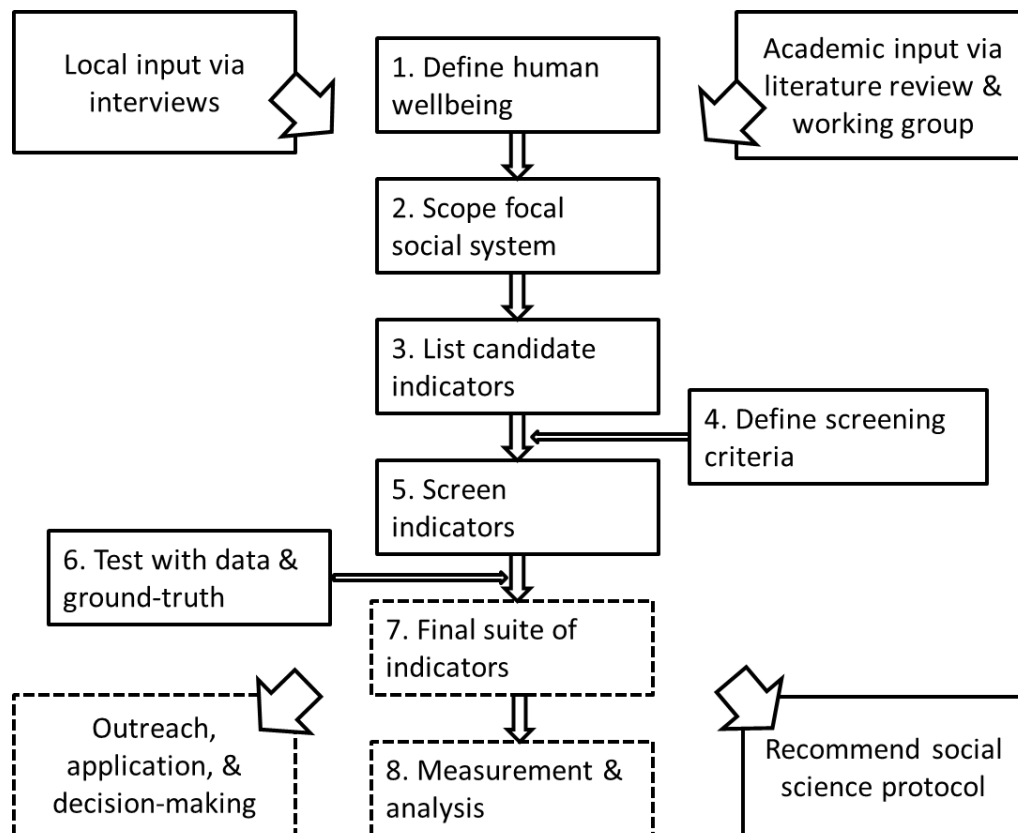 Local input via
interviews
1. Define human
wellbeing
Academic input via
literature review &
working group
2. Scope focal
social system
3. List candidate
indicators
4. Define screening
criteria
5. Screen
indicators
6. Test with data &
ground-truth
7. Final suite of
indicators
Outreach,
application, &
decision-making
8. Measurement &
analysis
Recommend social
science protocol